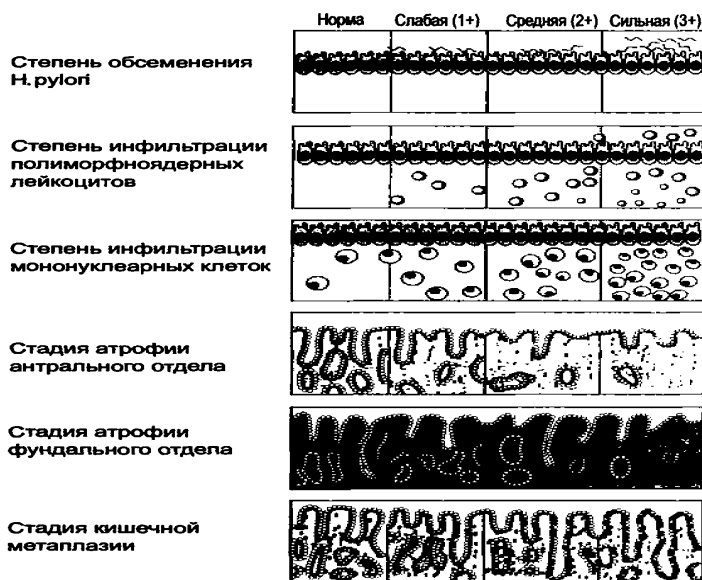 Норма Слабая (1+) Средняя (2+) Сильная (3+)
Степень обсеменения
H. pylori
Степень инфильтрации
полиморфноядерных
лейкоцитов
Степень инфильтрации
мононуклеарных клеток
Стадия атрофии
антрального отдела
Стадия атрофии
фундального отдела
Стадия кишечной
метаплазии